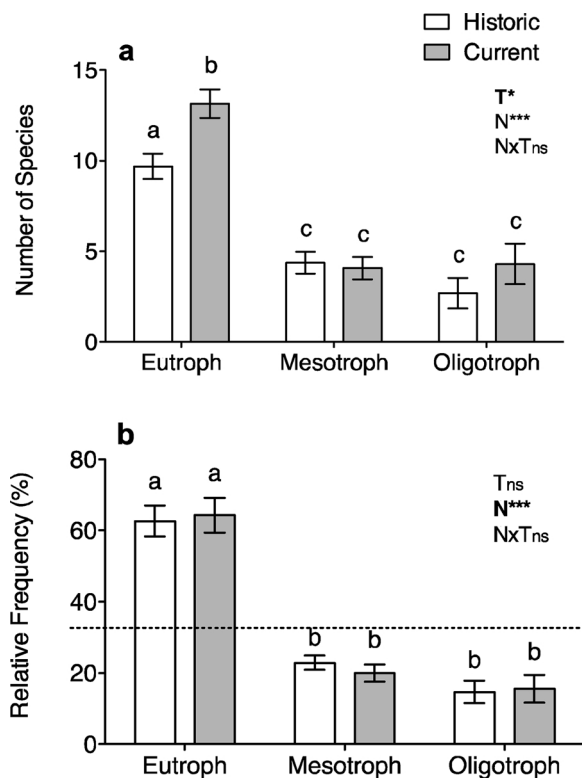 Historic
Current
a
Number of Species
15
10
5
0
a
b
c
c
c
c
T*
N***
NxTns
Eutroph
Mesotroph
Oligotroph
b
Relative Frequency (%)
80
60
40
20
0
a
a
b
b
b
b
Tns
N***
NxTns
Eutroph
Mesotroph
Oligotroph